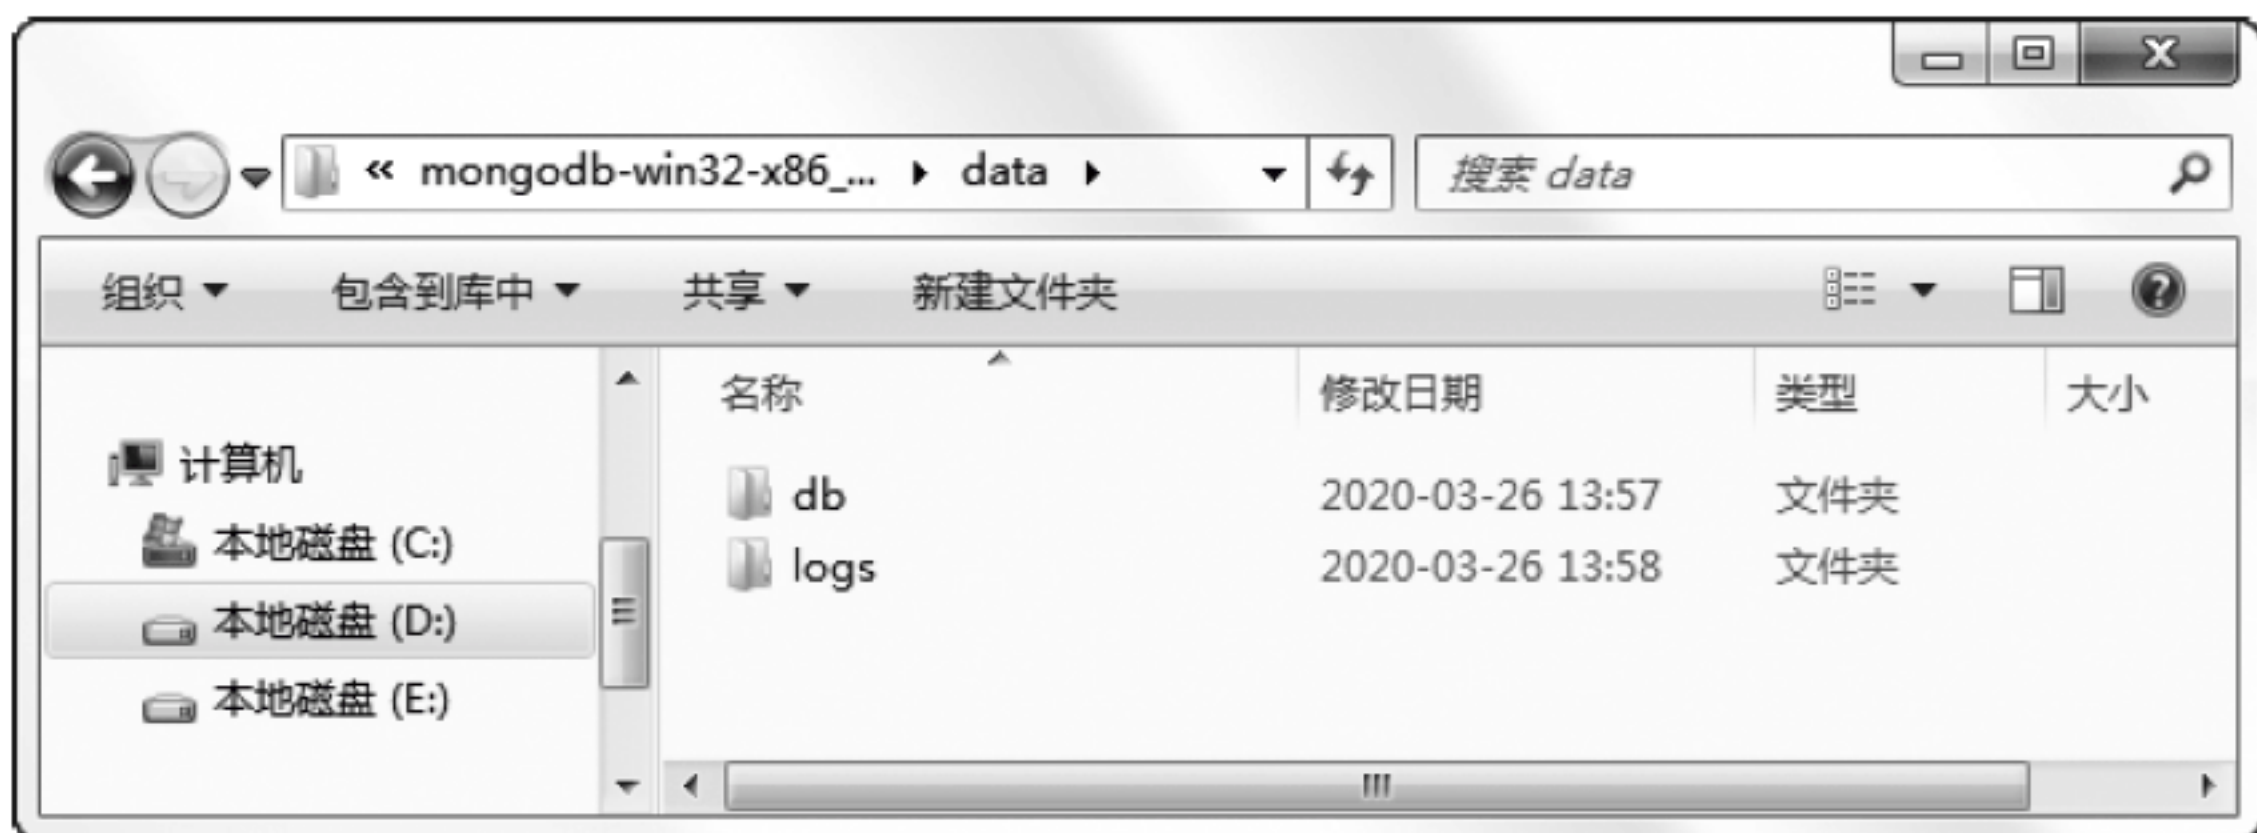 « mongodb-win32-x86_... ▸ data ▸ 搜索 data
组织 包含到库中 共享 新建文件夹
名称 修改日期 类型 大小
计算机
本地磁盘 (C:)
本地磁盘 (D:)
本地磁盘 (E:)
db 2020-03-26 13:57 文件夹
logs 2020-03-26 13:58 文件夹